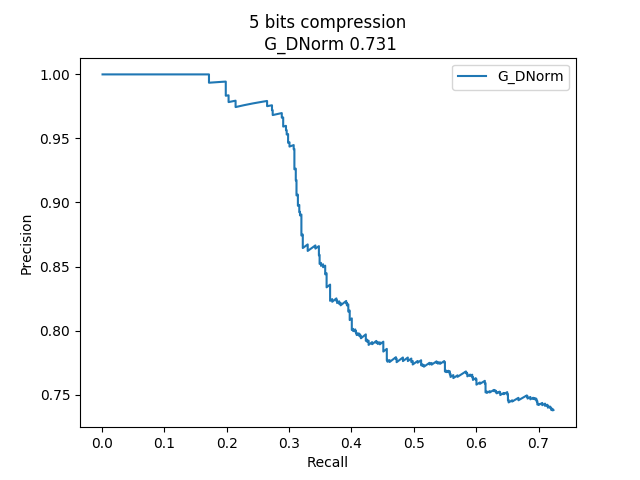 5 bits compression
G_DNorm 0.731
G_DNorm
1.00
0.95
0.90
0.85
0.80
0.75
Precision
0.0 0.1 0.2 0.3 0.4 0.5 0.6 0.7
Recall